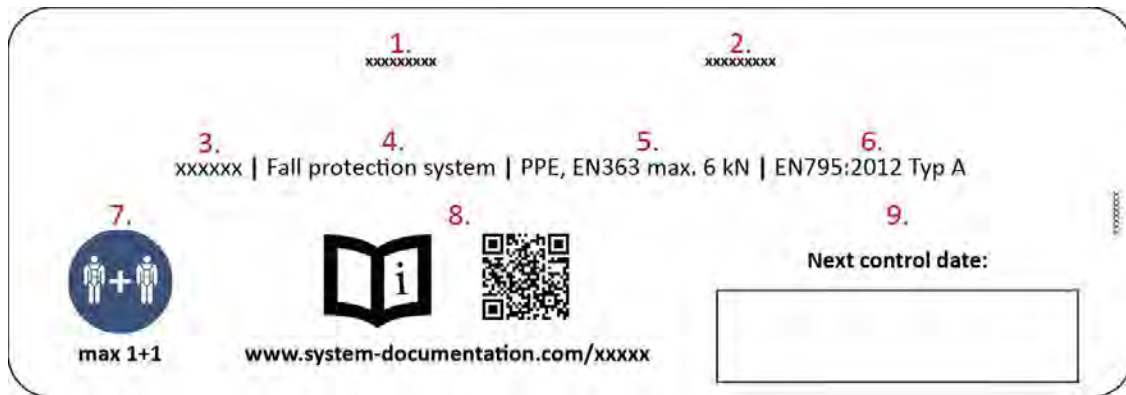 1. 2.
xxxxxxxxx xxxxxxxxx
3. 4. 5. 6.
xxxxxx | Fall protection system | PPE, EN363 max. 6 kN | EN795:2012 Typ A
xxxxxxxx
7. 8. 9.
Next control date:
i
max 1+1 www.system-documentation.com/xxxxx